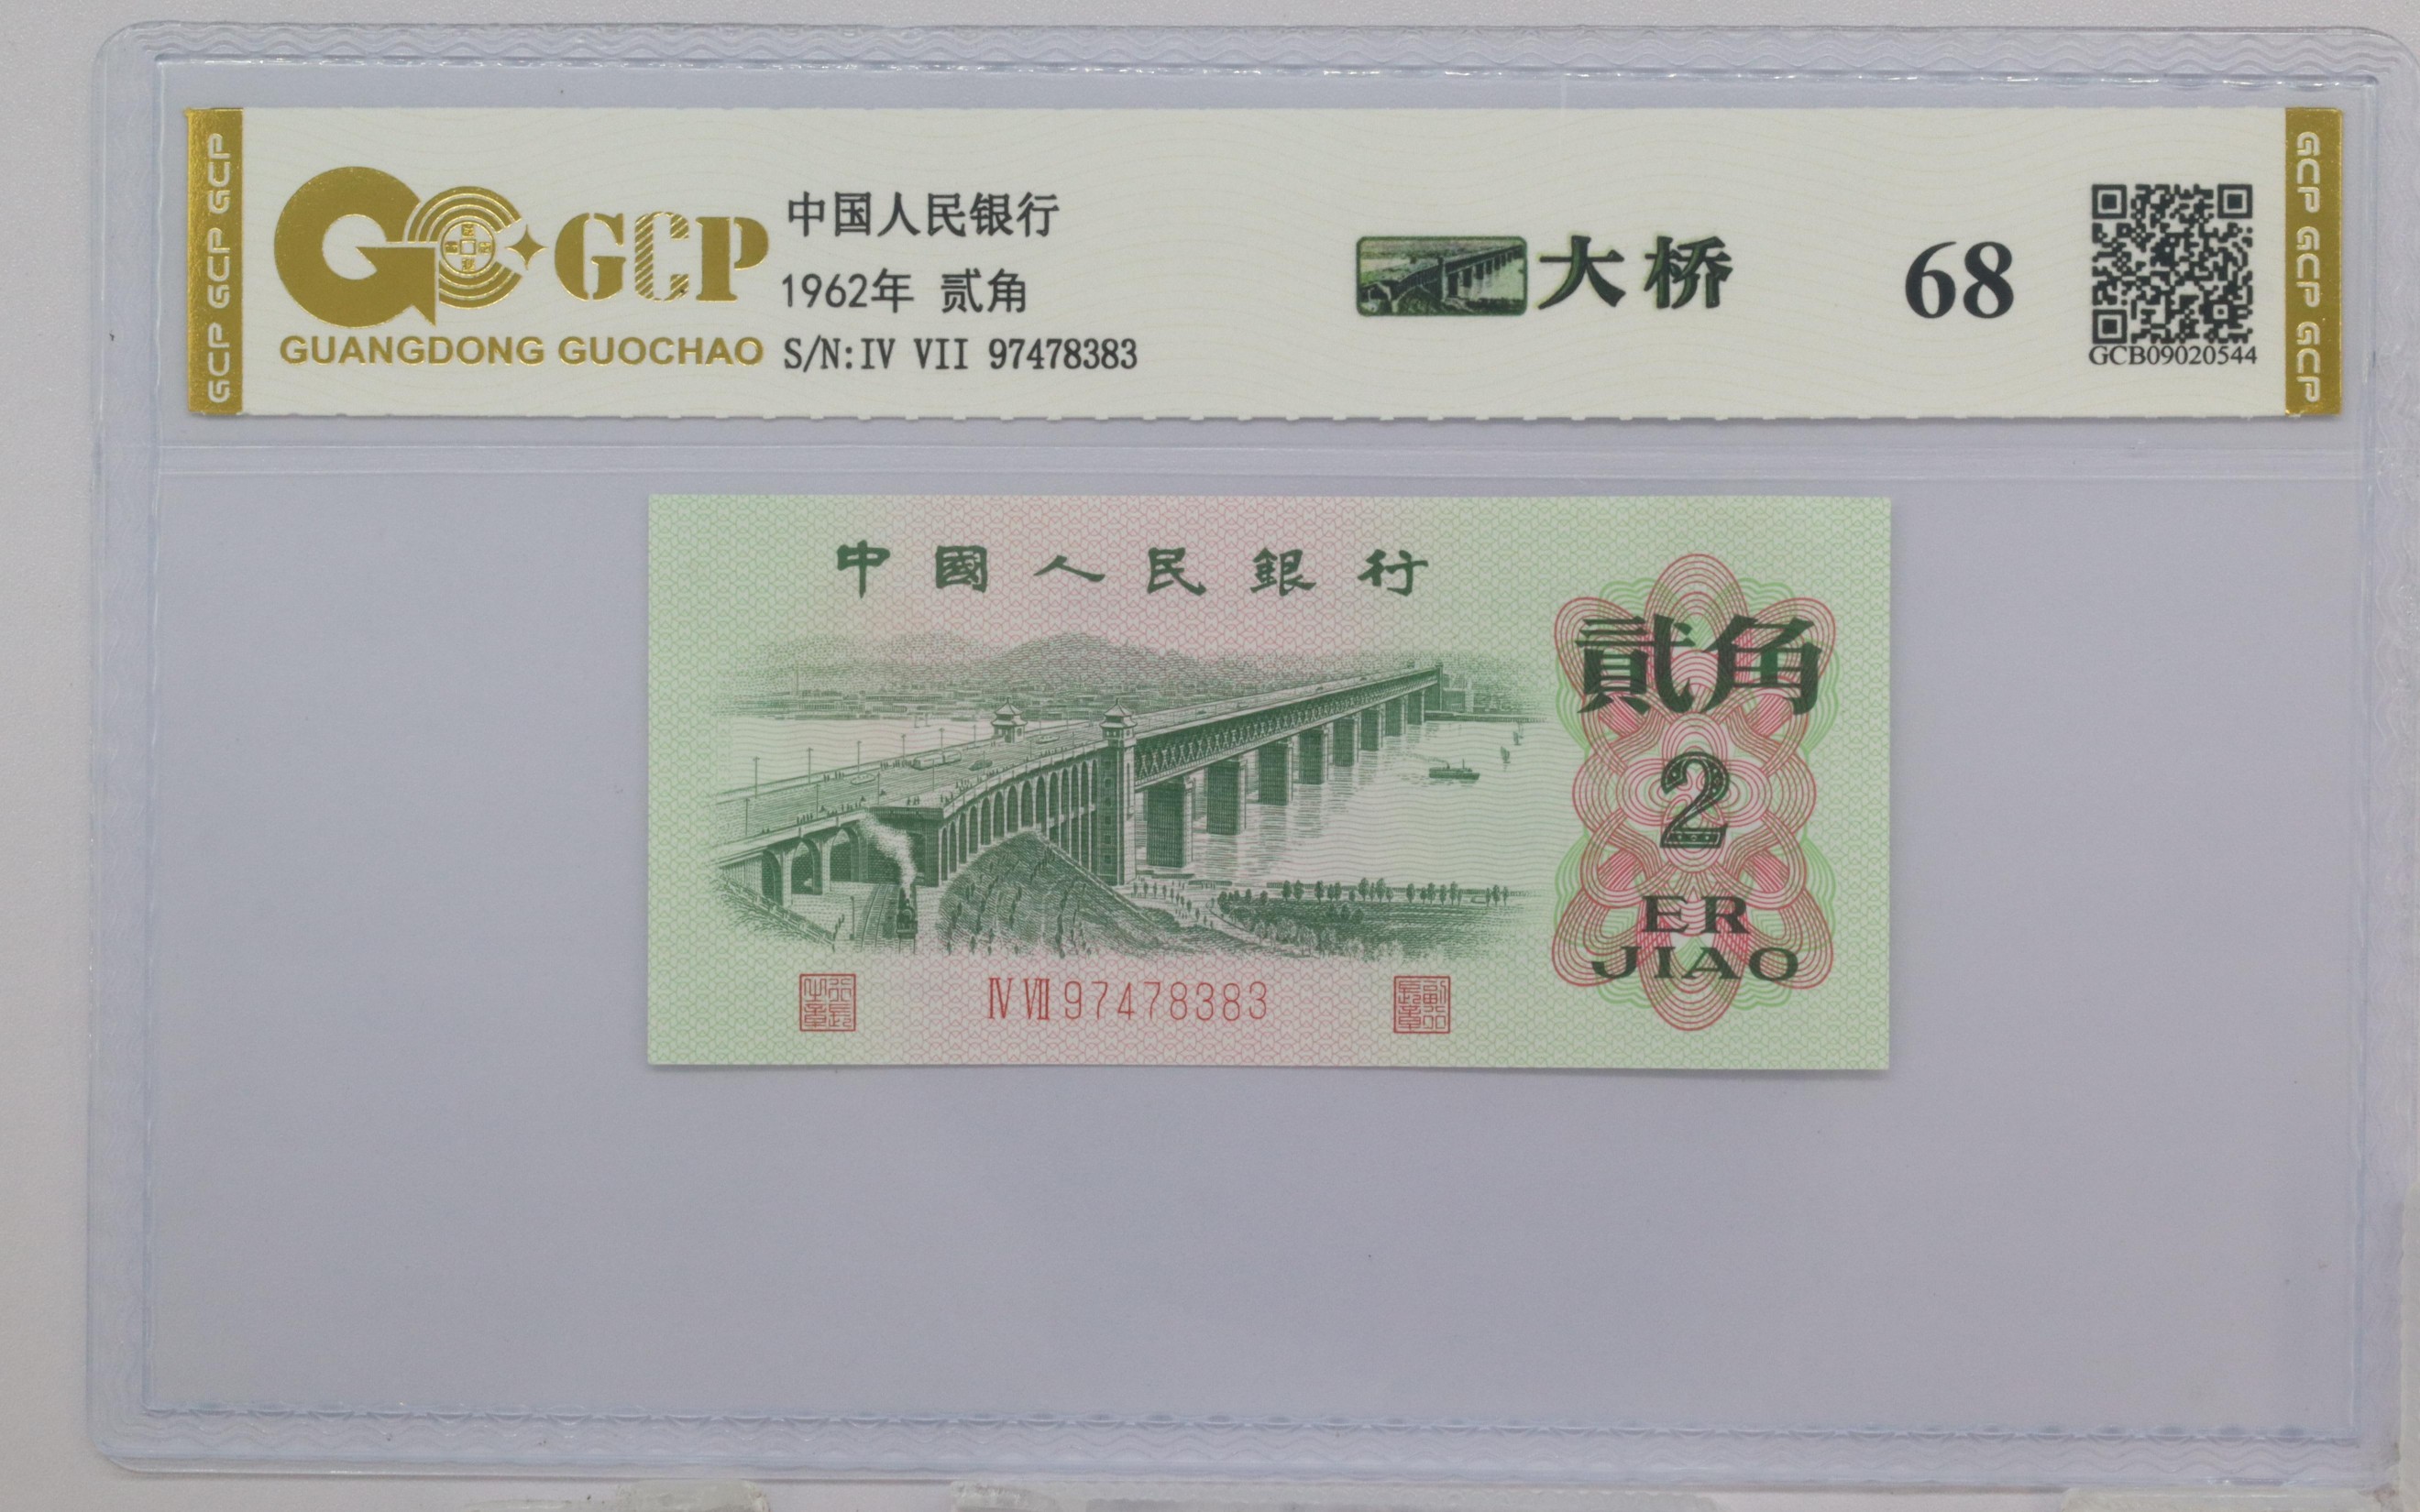 GCP GCP GCP
GCP
GUANGDONG GUOCHAO
中国人民银行
1962年 贰角
S/N:IV VII 97478383
大桥
68
GCB09020544
GCP GCP GCP
中國人民銀行
貳角
2
ER
JIAO
IV VII 97478383